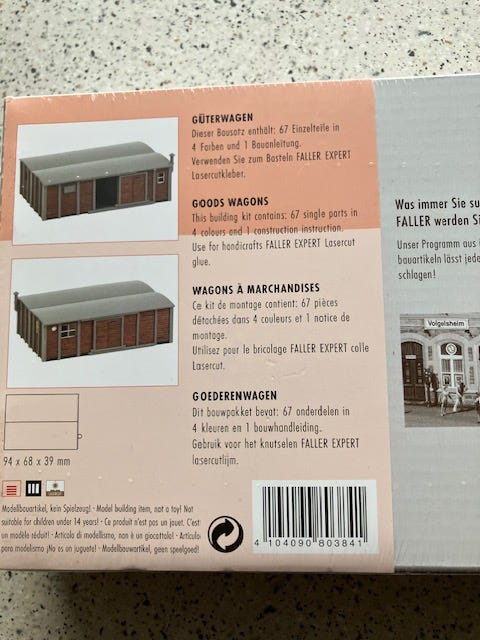 GÜTERWAGEN
Dieser Bausatz enthält: 67 Einzelteile in
4 Farben und 1 Bauanleitung.
Verwenden Sie zum Basteln FALLER EXPERT
Lasercutkleber.
GOODS WAGONS
This building kit contains: 67 single parts in
4 colours and 1 construction instruction.
Use for handicrafts FALLER EXPERT Lasercut
glue.
WAGONS À MARCHANDISES
Ce kit de montage contient: 67 pièces
détachées dans 4 couleurs et 1 notice de
montage.
Utilisez pour le bricolage FALLER EXPERT colle
Lasercut.
GOEDERENWAGEN
Dit bouwpakket bevat: 67 onderdelen in
4 kleuren en 1 bouwhandleiding.
Gebruik voor het knutselen FALLER EXPERT
lasercutlijm.
94 x 68 x 39 mm
Modellbauartikel, kein Spielzeug! · Model building item, not a toy! Not
suitable for children under 14 years! · Ce produit n'est pas un jouet. C'est
un modèle réduit! · Articolo di modellismo, non è un giocattolo! · Artículo
para modelismo ¡No es un juguete! · Modelbouwartikel, geen speelgoed!
4 104090 803841
Was immer Sie su
FALLER werden Si
Unser Programm aus
bauartikeln lässt jede
schlagen!
Volgelsheim